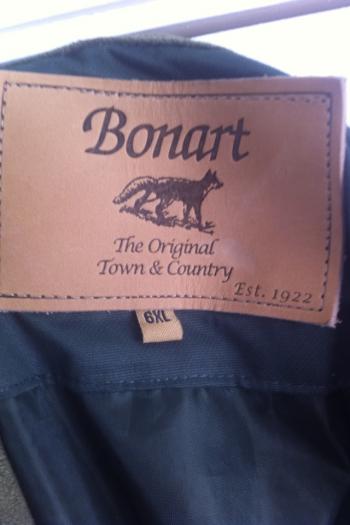 Bonart
The Original
Town & Country
Est. 1922
6XL